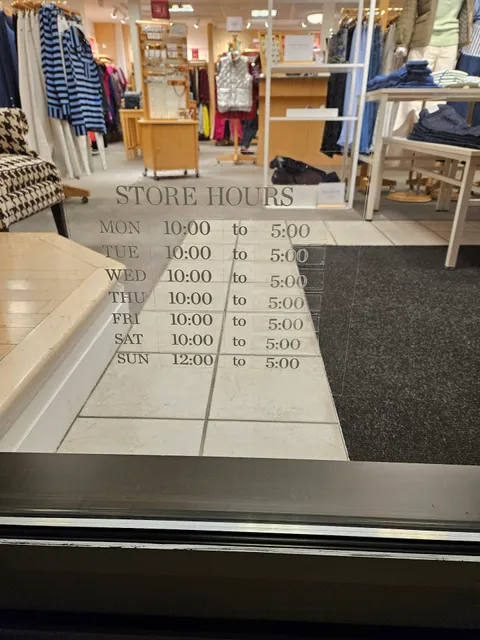 STORE HOURS
MON 10:00 to 5:00
TUE 10:00 to 5:00
WED 10:00 to 5:00
THU 10:00 to 5:00
FRI 10:00 to 5:00
SAT 10:00 to 5:00
SUN 12:00 to 5:00